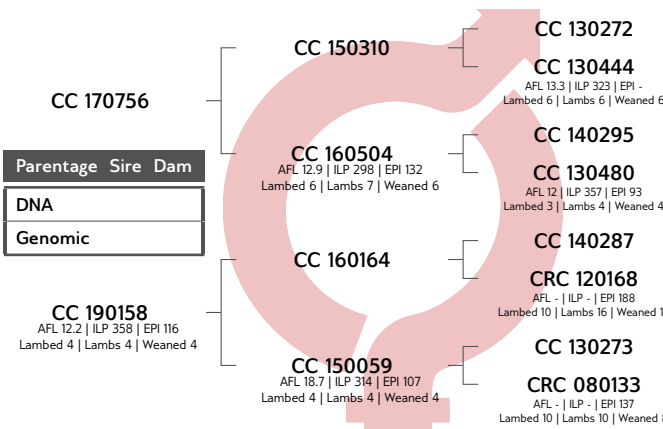 CC 170756
Parentage Sire Dam
DNA
Genomic
CC 190158
AFL 12.2 | ILP 358 | EPI 116
Lambed 4 | Lambs 4 | Weaned 4
CC 150310
CC 160504
AFL 12.9 | ILP 298 | EPI 132
Lambed 6 | Lambs 7 | Weaned 6
CC 160164
CC 150059
AFL 18.7 | ILP 314 | EPI 107
Lambed 4 | Lambs 4 | Weaned 4
CC 130272
CC 130444
AFL 13.3 | ILP 323 | EPI -
Lambed 6 | Lambs 6 | Weaned 6
CC 140295
CC 130480
AFL 12 | ILP 357 | EPI 93
Lambed 3 | Lambs 4 | Weaned 4
CC 140287
CRC 120168
AFL - | ILP - | EPI 188
Lambed 10 | Lambs 16 | Weaned 1
CC 130273
CRC 080133
AFL - | ILP - | EPI 137
Lambed 10 | Lambs 10 | Weaned